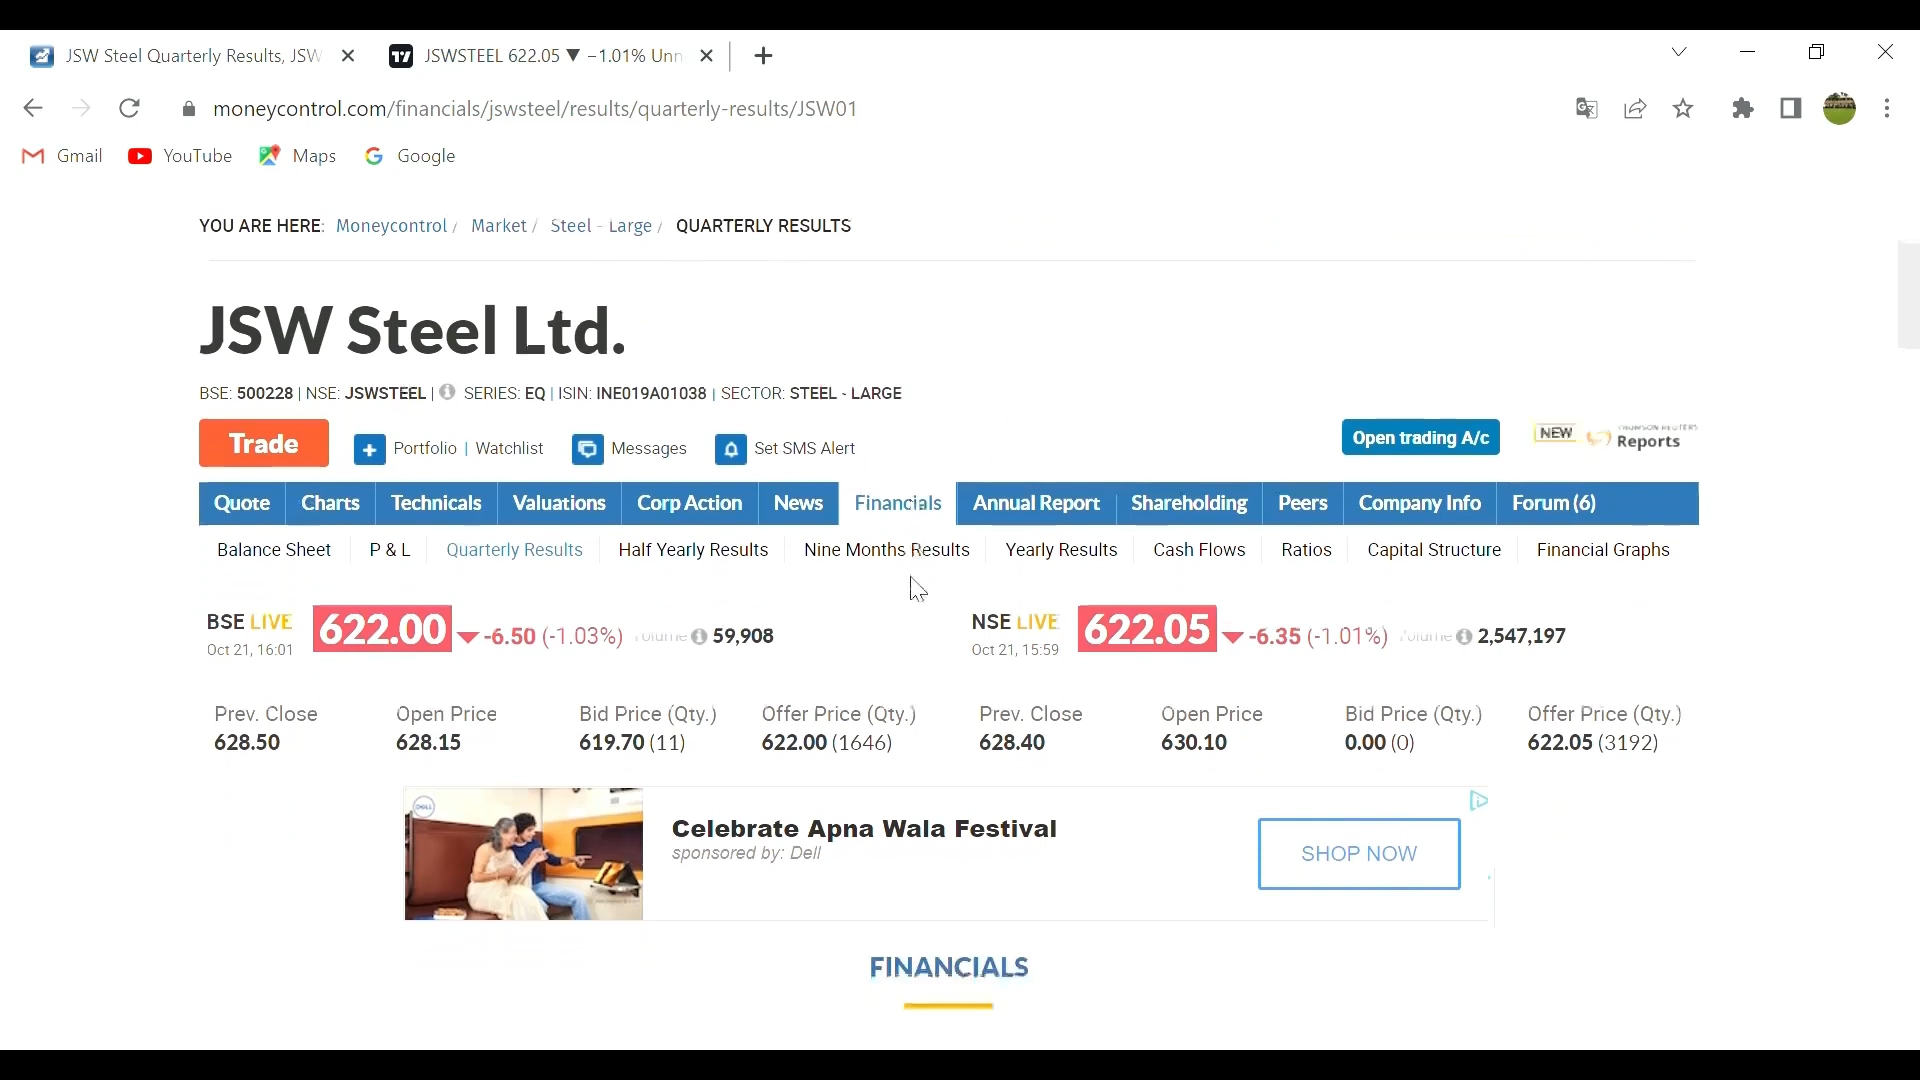 JSW Steel Quarterly Results, JSW
JSWSTEEL 622.05 ▼ −1.01% Unn
moneycontrol.com/financials/jswsteel/results/quarterly-results/JSW01
Gmail YouTube Maps Google
YOU ARE HERE: Moneycontrol / Market / Steel - Large / QUARTERLY RESULTS
JSW Steel Ltd.
BSE: 500228 | NSE: JSWSTEEL | SERIES: EQ | ISIN: INE019A01038 | SECTOR: STEEL - LARGE
Trade Portfolio | Watchlist Messages Set SMS Alert Open trading A/c NEW THOMSON REUTERS
Reports
Quote Charts Technicals Valuations Corp Action News Financials Annual Report Shareholding Peers Company Info Forum (6)
Balance Sheet P & L Quarterly Results Half Yearly Results Nine Months Results Yearly Results Cash Flows Ratios Capital Structure Financial Graphs
BSE LIVE 622.00 -6.50 (-1.03%) Volume 59,908
Oct 21, 16:01
NSE LIVE 622.05 -6.35 (-1.01%) Volume 2,547,197
Oct 21, 15:59
Prev. Close Open Price Bid Price (Qty.) Offer Price (Qty.) Prev. Close Open Price Bid Price (Qty.) Offer Price (Qty.)
628.50 628.15 619.70 (11) 622.00 (1646) 628.40 630.10 0.00 (0) 622.05 (3192)
DELL
Celebrate Apna Wala Festival
sponsored by: Dell
SHOP NOW
FINANCIALS